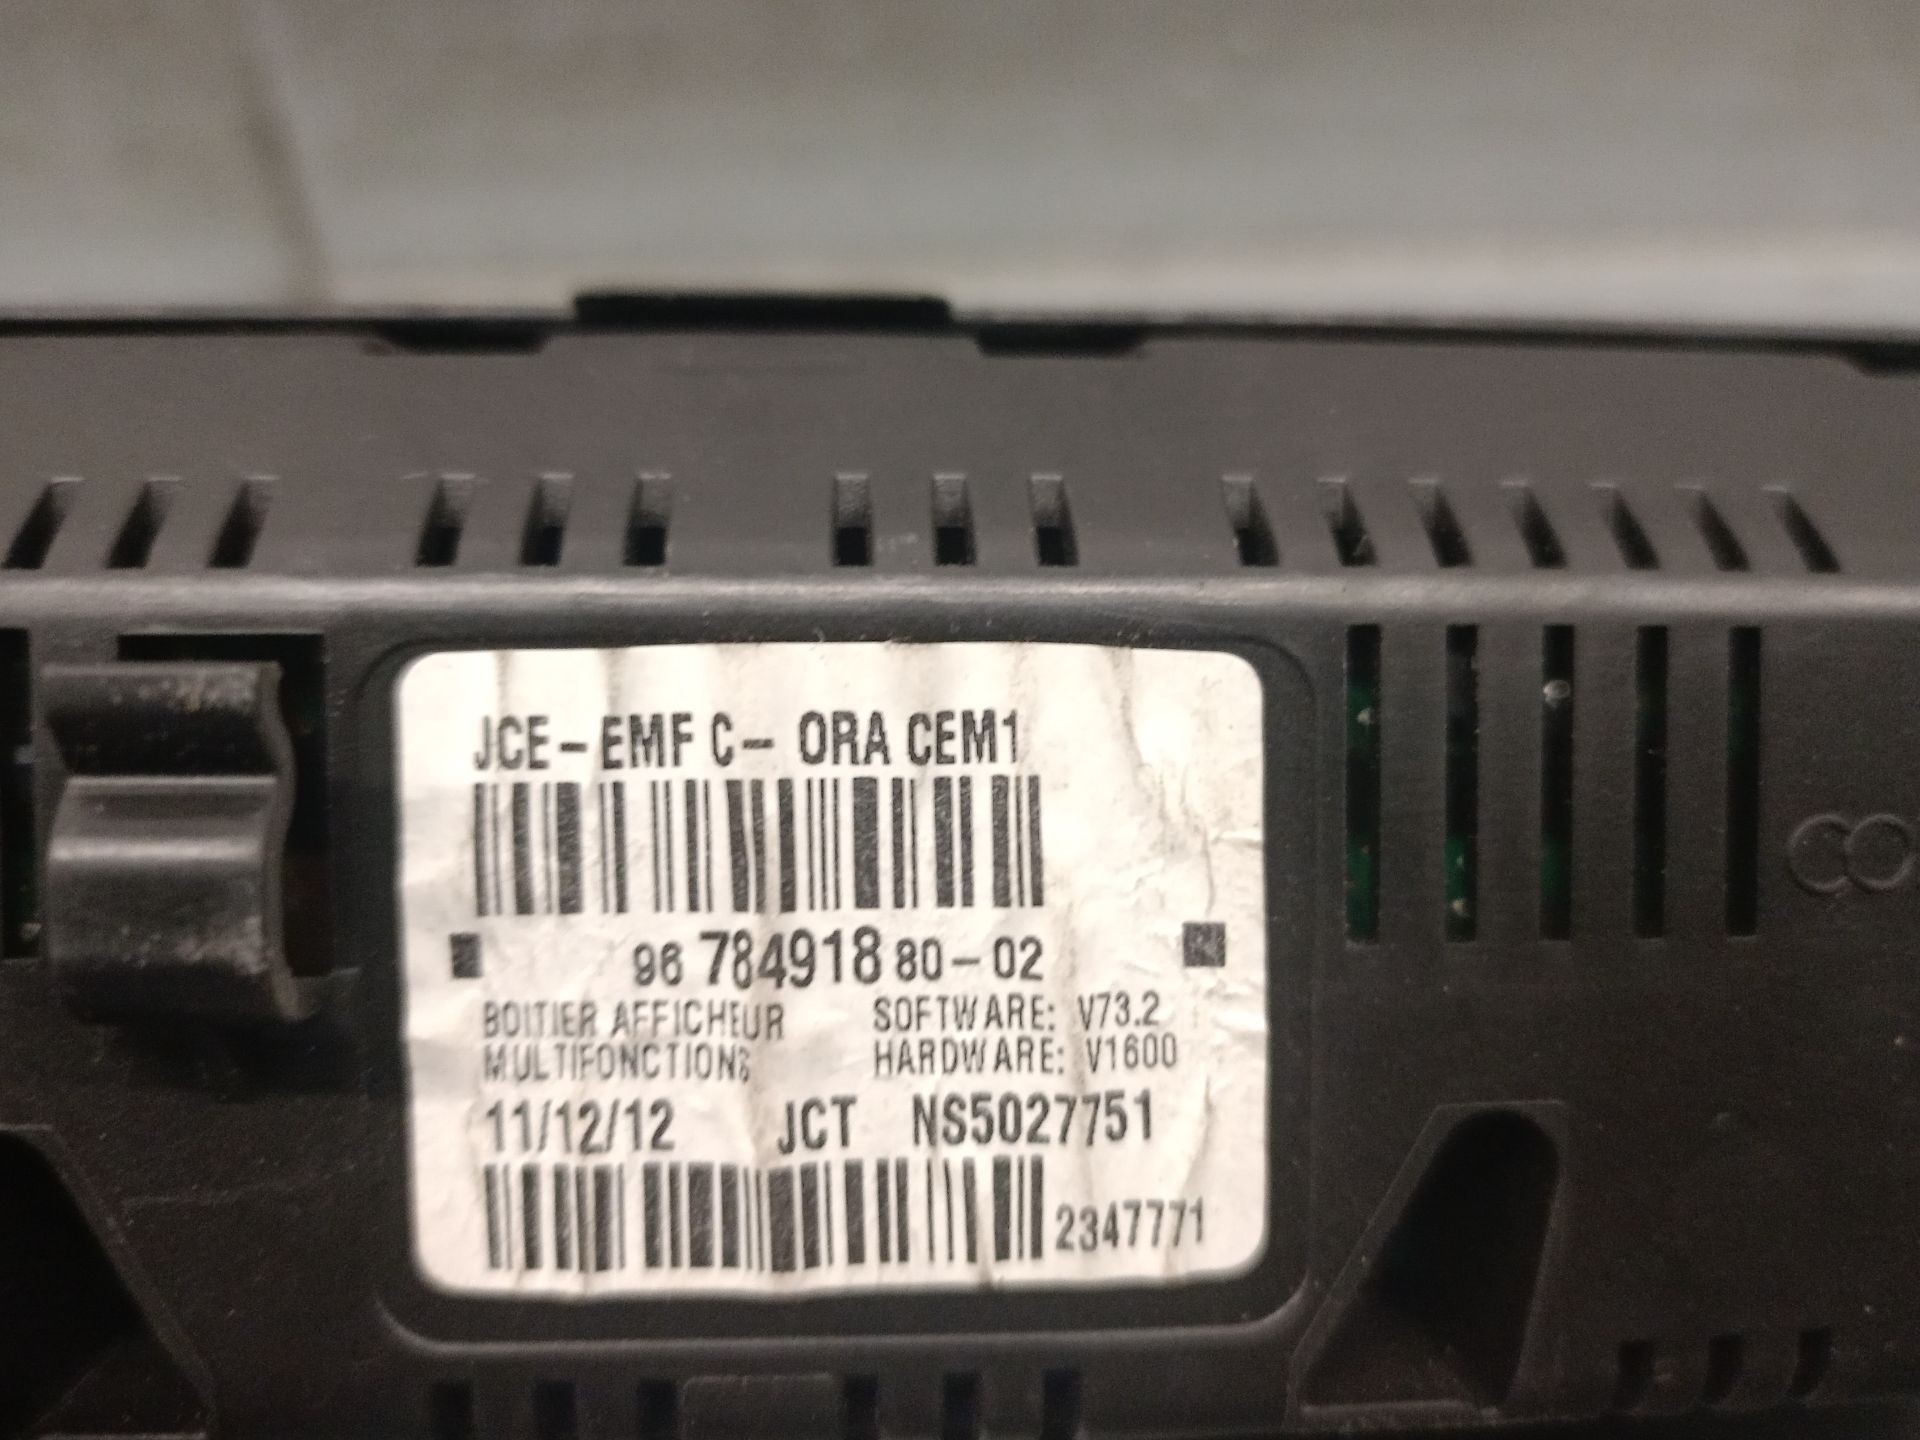 JCE-EMF C- ORA CEM1
96 784918 80-02
BOITIER AFFICHEUR SOFTWARE: V73.2
MULTIFONCTIONS HARDWARE: V1600
11/12/12 JCT NS5027751
2347771